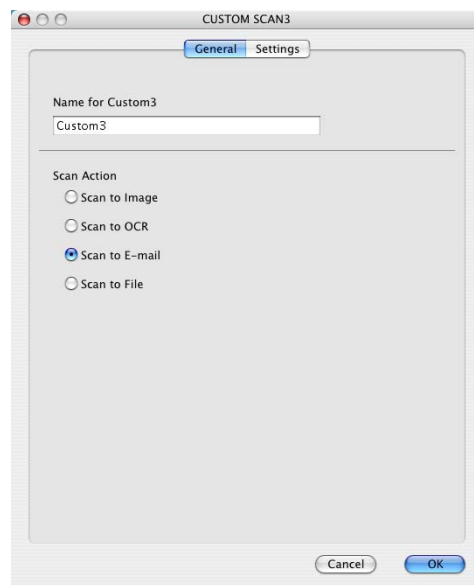 CUSTOM SCAN3
General Settings
Name for Custom3
Custom3
Scan Action
Scan to Image
Scan to OCR
Scan to E-mail
Scan to File
Cancel OK